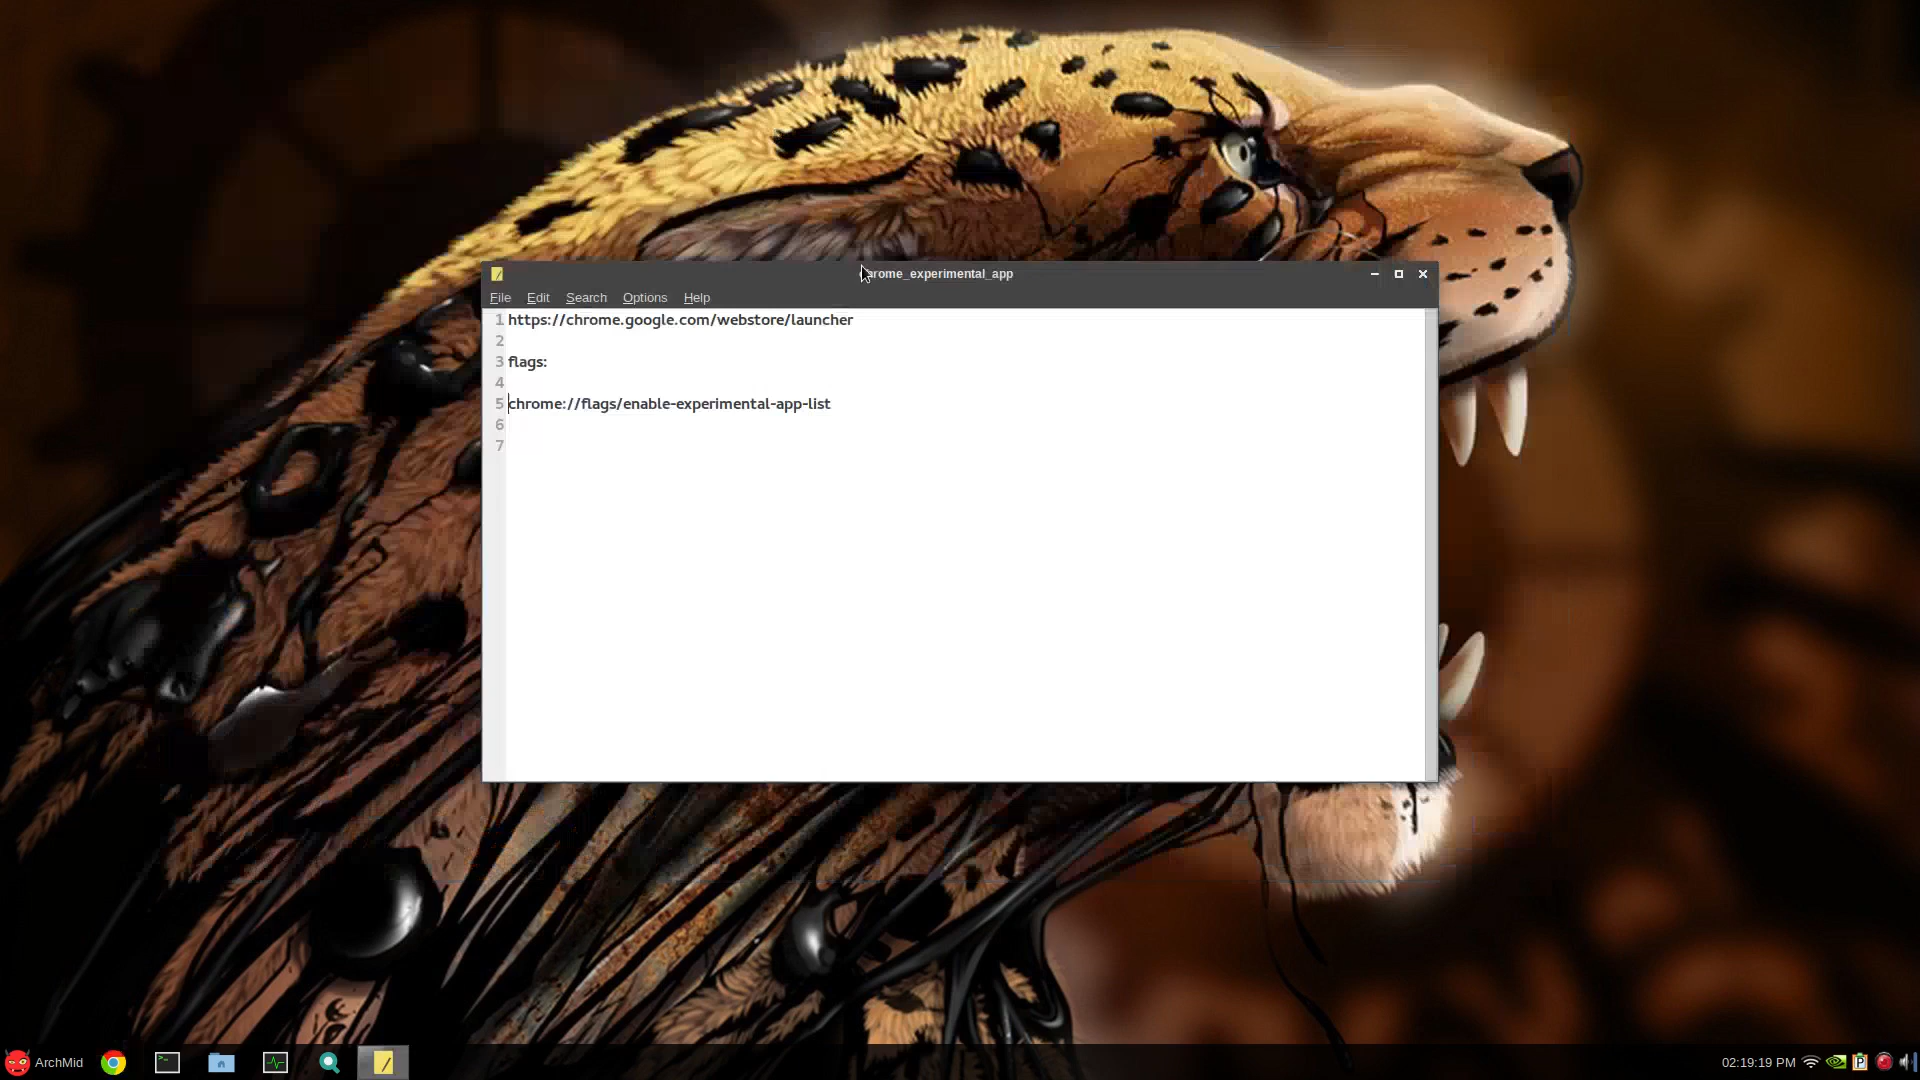 chrome_experimental_app
File Edit Search Options Help
1 https://chrome.google.com/webstore/launcher
2
3 flags:
4
5 chrome://flags/enable-experimental-app-list
6
7
ArchMid
02:19:19 PM